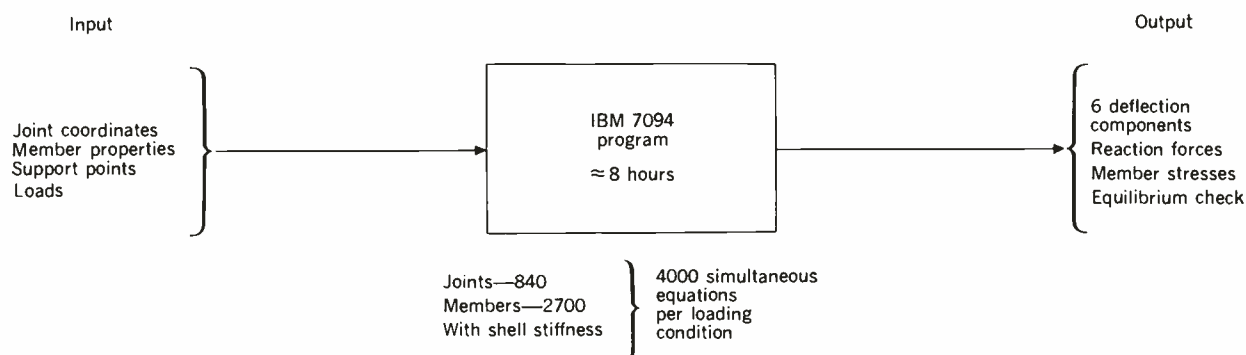 Input
Output
Joint coordinates
Member properties
Support points
Loads
IBM 7094
program
≈ 8 hours
6 deflection
components
Reaction forces
Member stresses
Equilibrium check
Joints—840
Members—2700
With shell stiffness
4000 simultaneous
equations
per loading
condition